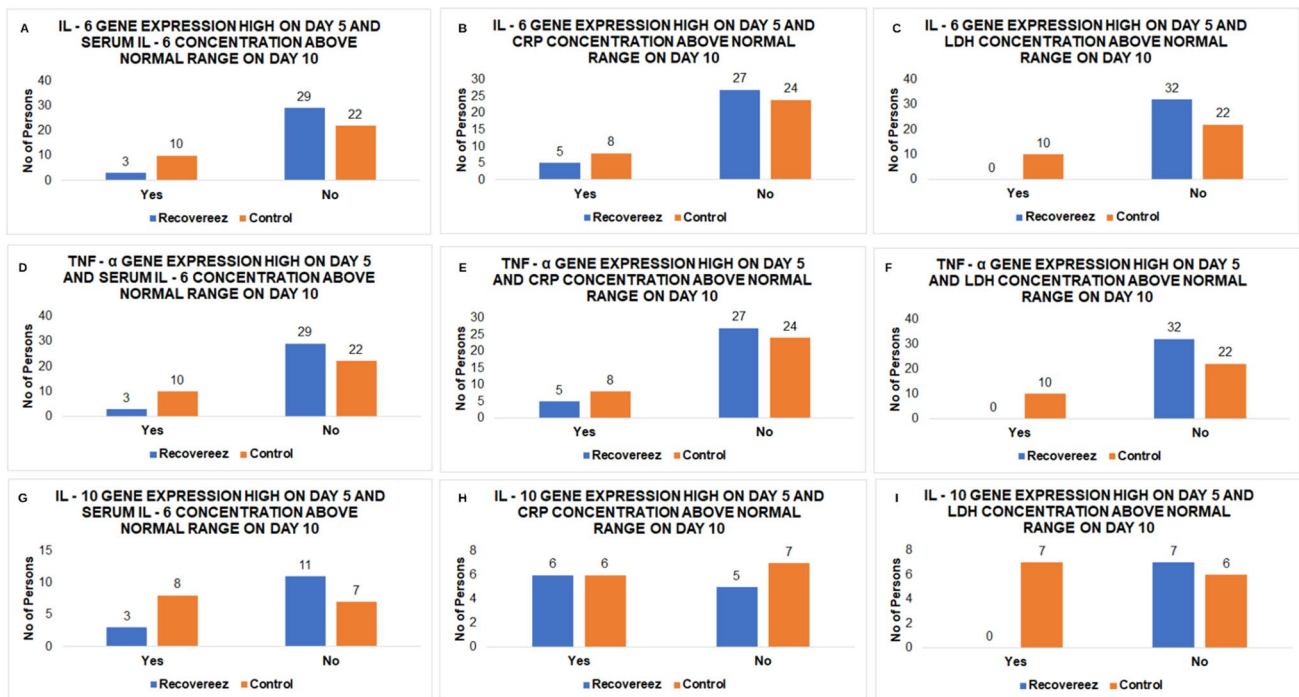 A
IL - 6 GENE EXPRESSION HIGH ON DAY 5 AND
SERUM IL - 6 CONCENTRATION ABOVE
NORMAL RANGE ON DAY 10
No of Persons
40
30
20
10
0
3
10
29
22
Yes
No
Recovereez
Control
B
IL - 6 GENE EXPRESSION HIGH ON DAY 5 AND
CRP CONCENTRATION ABOVE NORMAL
RANGE ON DAY 10
No of Persons
30
25
20
15
10
5
0
5
8
27
24
Yes
No
Recovereez
Control
C
IL - 6 GENE EXPRESSION HIGH ON DAY 5 AND
LDH CONCENTRATION ABOVE NORMAL
RANGE ON DAY 10
No of Persons
40
30
20
10
0
0
10
32
22
Yes
No
Recovereez
Control
D
TNF - α GENE EXPRESSION HIGH ON DAY 5
AND SERUM IL - 6 CONCENTRATION ABOVE
NORMAL RANGE ON DAY 10
No of Persons
40
30
20
10
0
3
10
29
22
Yes
No
Recovereez
Control
E
TNF - α GENE EXPRESSION HIGH ON DAY 5
AND CRP CONCENTRATION ABOVE NORMAL
RANGE ON DAY 10
No of Persons
30
25
20
15
10
5
0
5
8
27
24
Yes
No
Recovereez
Control
F
TNF - α GENE EXPRESSION HIGH ON DAY 5
AND LDH CONCENTRATION ABOVE NORMAL
RANGE ON DAY 10
No of Persons
40
30
20
10
0
0
10
32
22
Yes
No
Recovereez
Control
G
IL - 10 GENE EXPRESSION HIGH ON DAY 5 AND
SERUM IL - 6 CONCENTRATION ABOVE
NORMAL RANGE ON DAY 10
No of Persons
15
10
5
0
3
8
11
7
Yes
No
Recovereez
Control
H
IL - 10 GENE EXPRESSION HIGH ON DAY 5 AND
CRP CONCENTRATION ABOVE NORMAL
RANGE ON DAY 10
No of Persons
8
6
4
2
0
6
6
5
7
Yes
No
Recovereez
Control
I
IL - 10 GENE EXPRESSION HIGH ON DAY 5 AND
LDH CONCENTRATION ABOVE NORMAL
RANGE ON DAY 10
No of Persons
8
6
4
2
0
0
7
7
6
Yes
No
Recovereez
Control